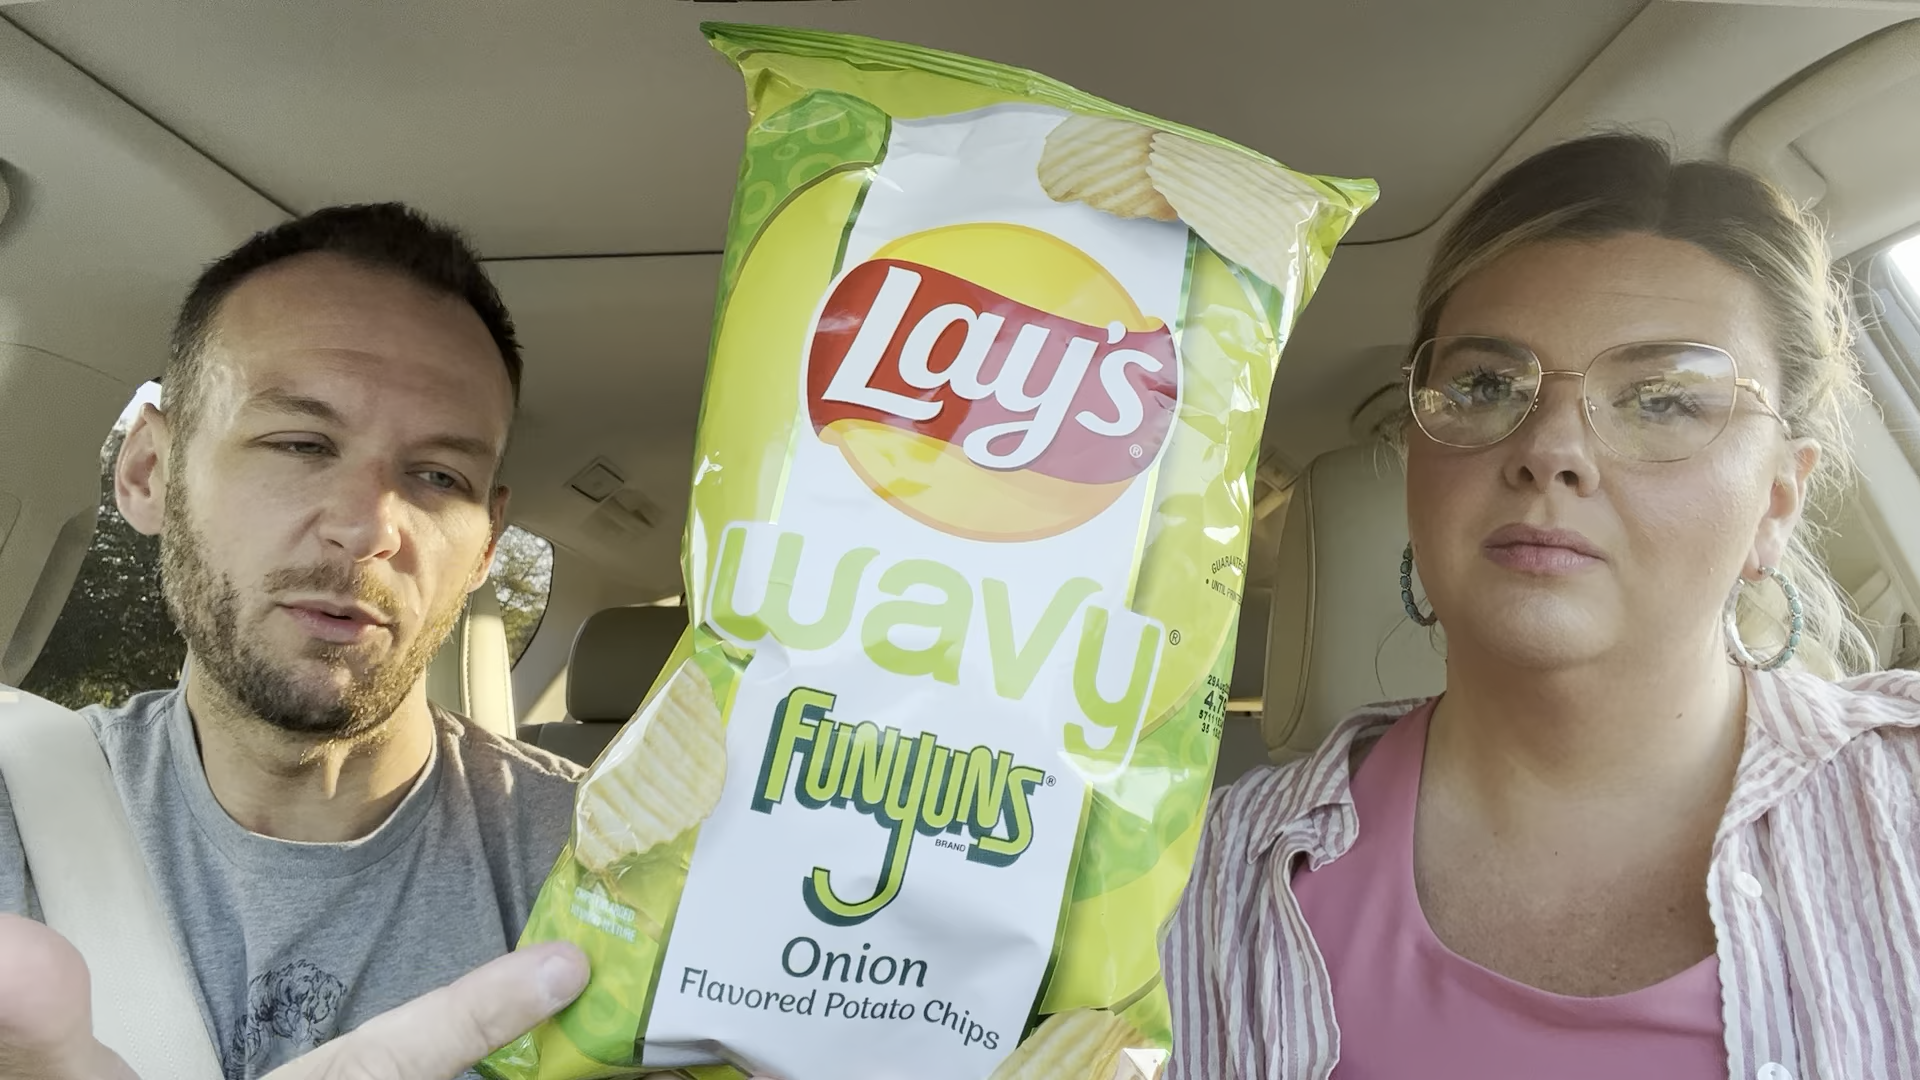 Lay's®
wavy®
FUNYUNS®
BRAND
Onion
Flavored Potato Chips